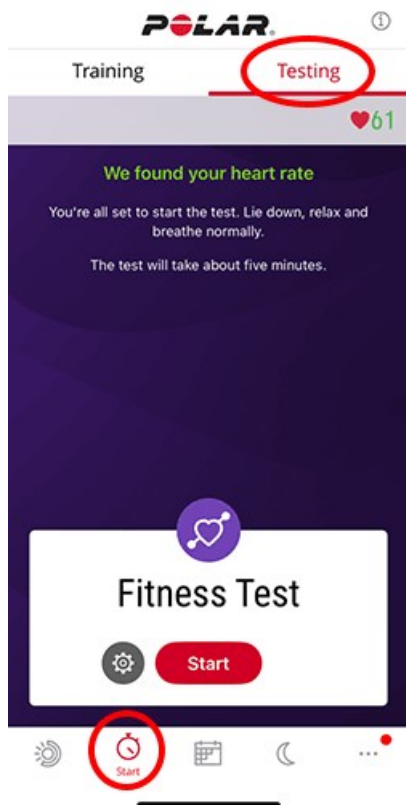 POLAR.
Training Testing
61
We found your heart rate
You're all set to start the test. Lie down, relax and
breathe normally.
The test will take about five minutes.
Fitness Test
Start
Start